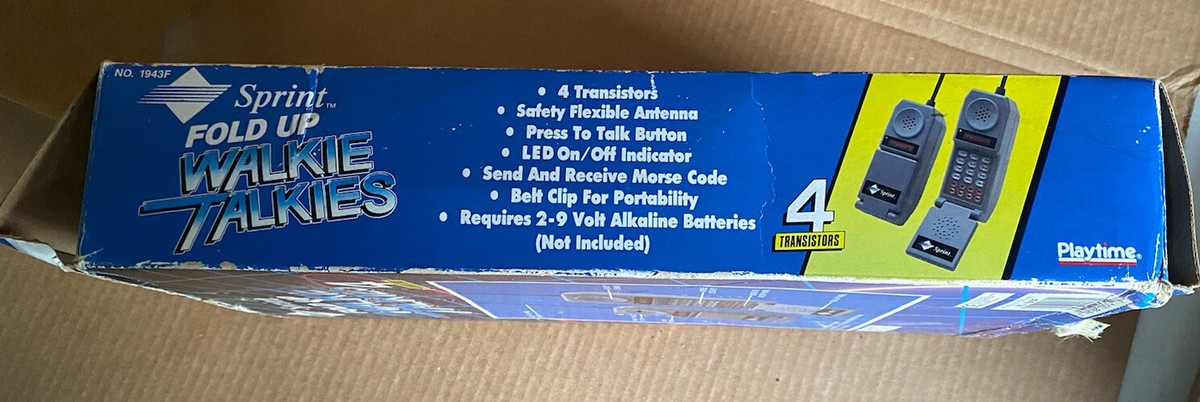 NO. 1943F
Sprint™
FOLD UP
WALKIE
TALKIES
• 4 Transistors
• Safety Flexible Antenna
• Press To Talk Button
• LED On/Off Indicator
• Send And Receive Morse Code
• Belt Clip For Portability
• Requires 2-9 Volt Alkaline Batteries
(Not Included)
4
TRANSISTORS
Sprint
Sprint
Playtime®